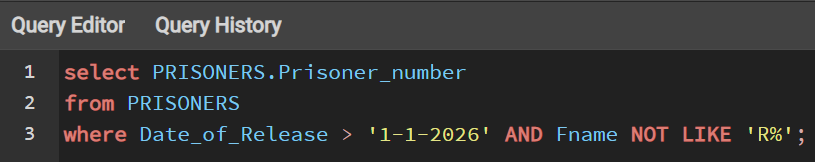 Query Editor Query History
1 select PRISONERS.Prisoner_number
2 from PRISONERS
3 where Date_of_Release > '1-1-2026' AND Fname NOT LIKE 'R%';